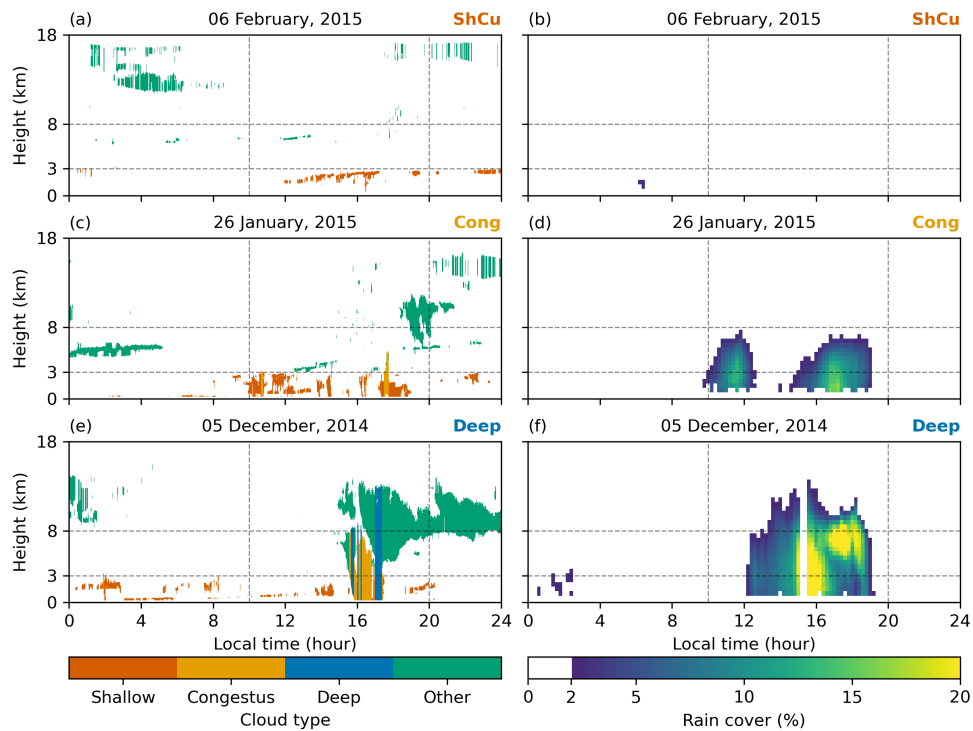 (a) 06 February, 2015 ShCu
(b) 06 February, 2015 ShCu
18
8
3
0
Height (km)
(c) 26 January, 2015 Cong
(d) 26 January, 2015 Cong
18
8
3
0
Height (km)
(e) 05 December, 2014 Deep
(f) 05 December, 2014 Deep
18
8
3
0
Height (km)
0 4 8 12 16 20 24
Local time (hour)
0 4 8 12 16 20 24
Local time (hour)
Shallow Congestus Deep Other
Cloud type
0 2 5 10 15 20
Rain cover (%)